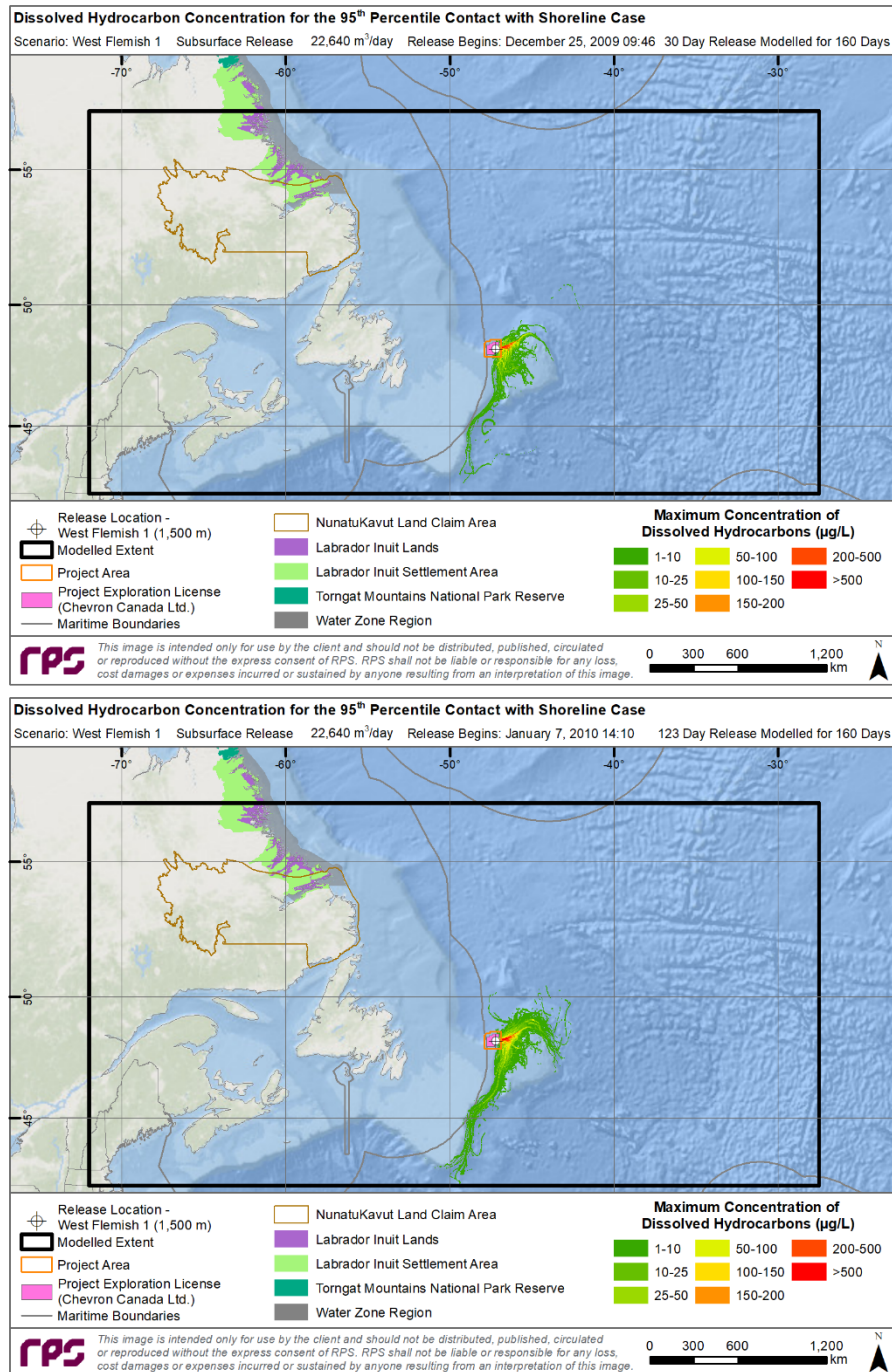 Dissolved Hydrocarbon Concentration for the 95th Percentile Contact with Shoreline Case
Scenario: West Flemish 1 Subsurface Release 22,640 m³/day Release Begins: December 25, 2009 09:46 30 Day Release Modelled for 160 Days
-70° -60° -50° -40° -30°
55°
50°
45°
Release Location -
West Flemish 1 (1,500 m)
Modelled Extent
Project Area
Project Exploration License
(Chevron Canada Ltd.)
Maritime Boundaries
NunatuKavut Land Claim Area
Labrador Inuit Lands
Labrador Inuit Settlement Area
Torngat Mountains National Park Reserve
Water Zone Region
Maximum Concentration of
Dissolved Hydrocarbons (µg/L)
1-10 50-100 200-500
10-25 100-150 >500
25-50 150-200
rps
This image is intended only for use by the client and should not be distributed, published, circulated
or reproduced without the express consent of RPS. RPS shall not be liable or responsible for any loss,
cost damages or expenses incurred or sustained by anyone resulting from an interpretation of this image.
0 300 600 1,200
km
N
Dissolved Hydrocarbon Concentration for the 95th Percentile Contact with Shoreline Case
Scenario: West Flemish 1 Subsurface Release 22,640 m³/day Release Begins: January 7, 2010 14:10 123 Day Release Modelled for 160 Days
-70° -60° -50° -40° -30°
55°
50°
45°
Release Location -
West Flemish 1 (1,500 m)
Modelled Extent
Project Area
Project Exploration License
(Chevron Canada Ltd.)
Maritime Boundaries
NunatuKavut Land Claim Area
Labrador Inuit Lands
Labrador Inuit Settlement Area
Torngat Mountains National Park Reserve
Water Zone Region
Maximum Concentration of
Dissolved Hydrocarbons (µg/L)
1-10 50-100 200-500
10-25 100-150 >500
25-50 150-200
rps
This image is intended only for use by the client and should not be distributed, published, circulated
or reproduced without the express consent of RPS. RPS shall not be liable or responsible for any loss,
cost damages or expenses incurred or sustained by anyone resulting from an interpretation of this image.
0 300 600 1,200
km
N